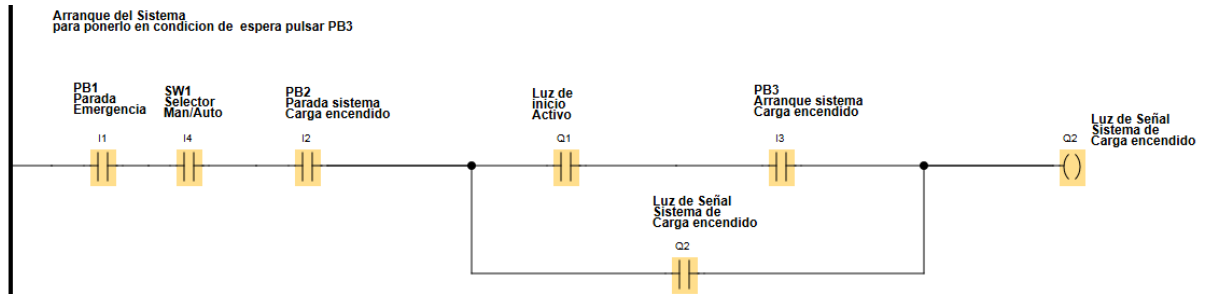 Arranque del Sistema
para ponerlo en condicion de espera pulsar PB3
PB1
Parada
Emergencia
I1
SW1
Selector
Man/Auto
I4
PB2
Parada sistema
Carga encendido
I2
Luz de
inicio
Activo
Q1
PB3
Arranque sistema
Carga encendido
I3
Luz de Señal
Sistema de
Carga encendido
Q2
Luz de Señal
Sistema de
Carga encendido
Q2